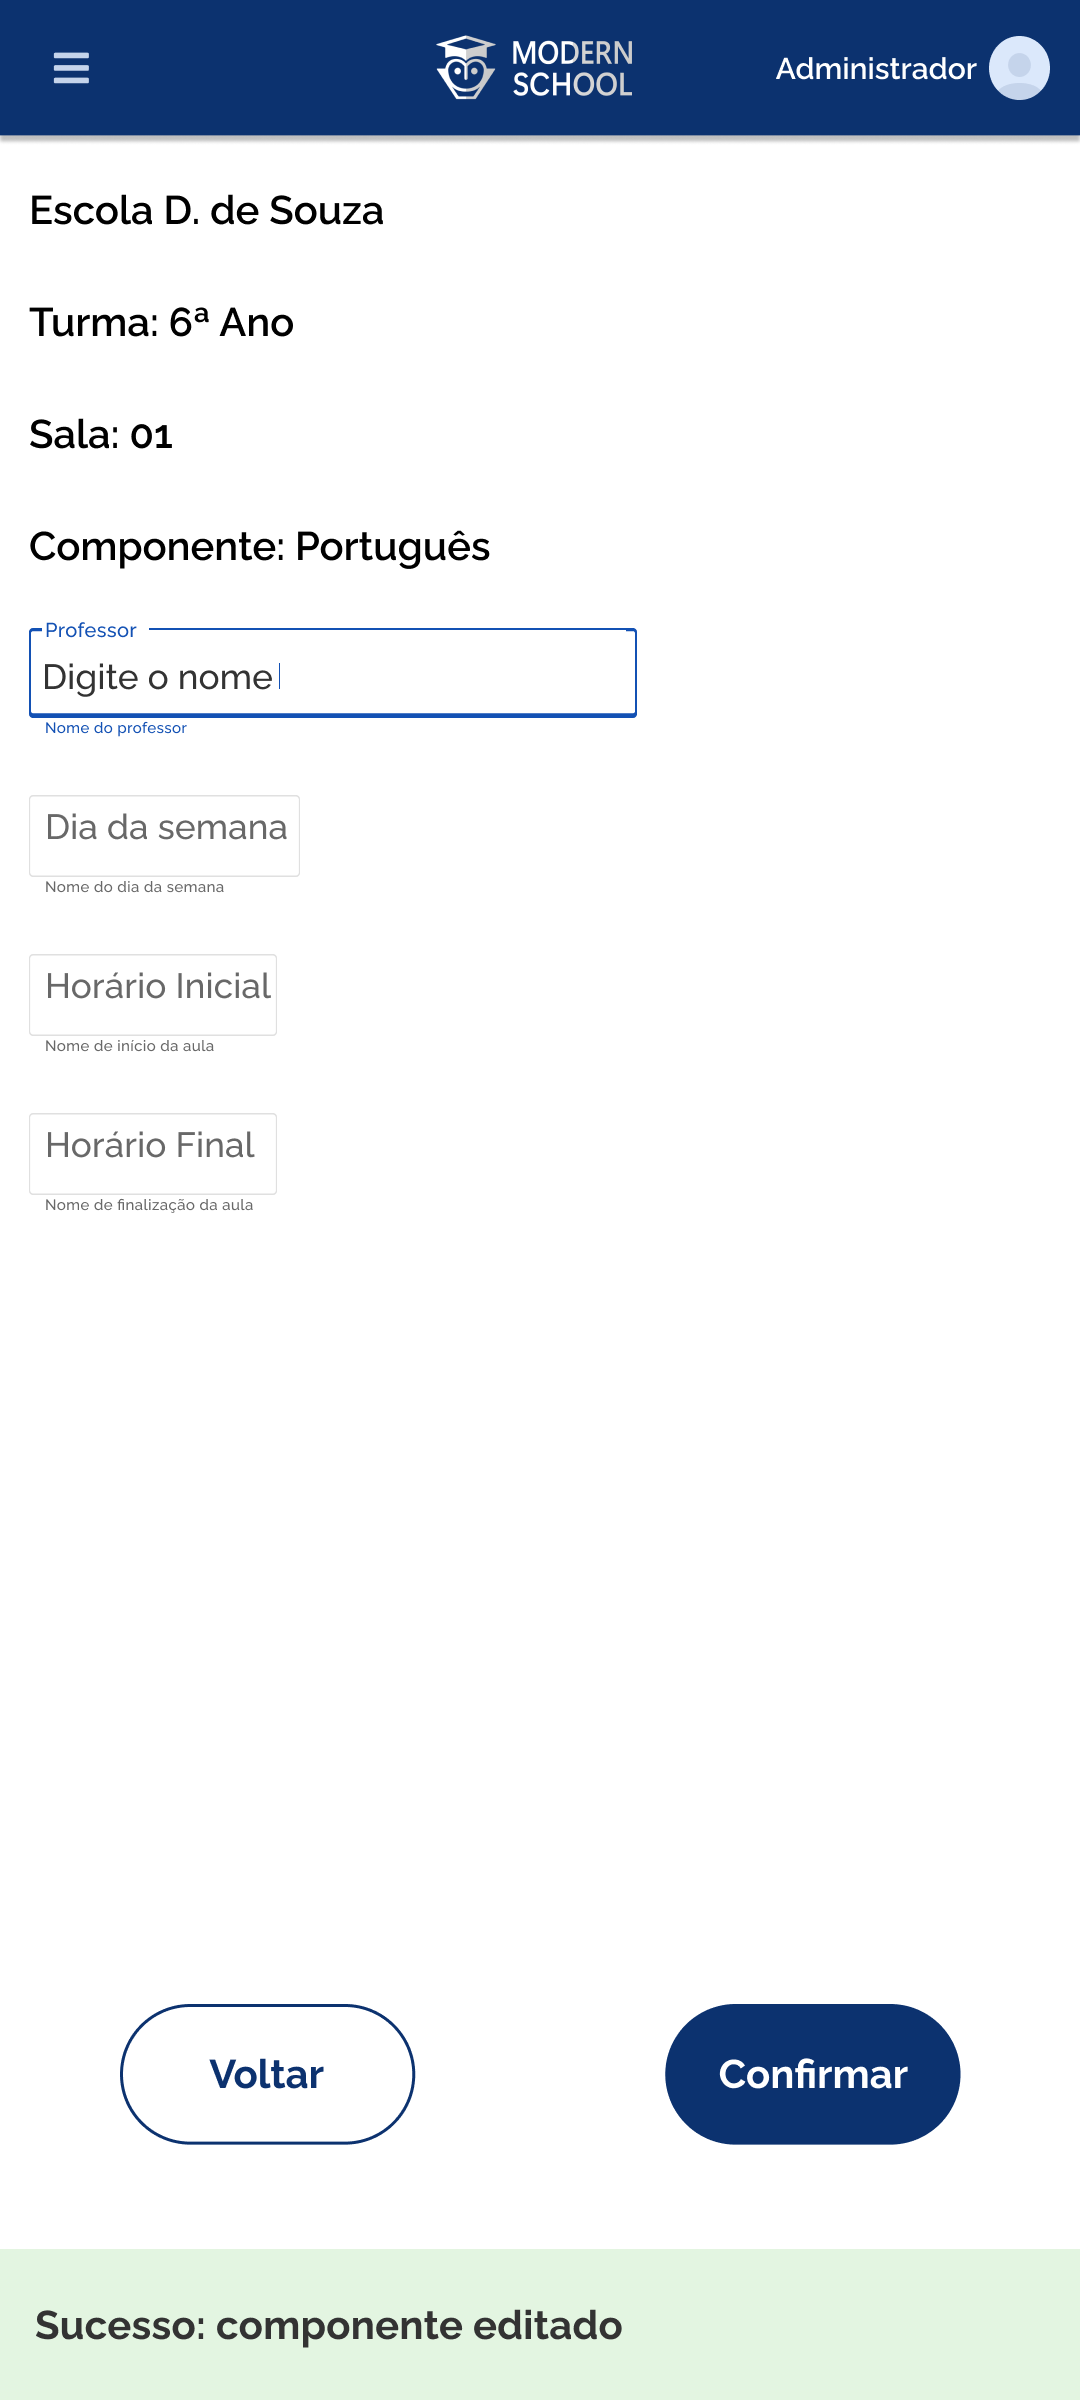 MODERN
SCHOOL
Administrador
Escola D. de Souza
Turma: 6ª Ano
Sala: 01
Componente: Português
Professor
Digite o nome
Nome do professor
Dia da semana
Nome do dia da semana
Horário Inicial
Nome de início da aula
Horário Final
Nome de finalização da aula
Voltar
Confirmar
Sucesso: componente editado